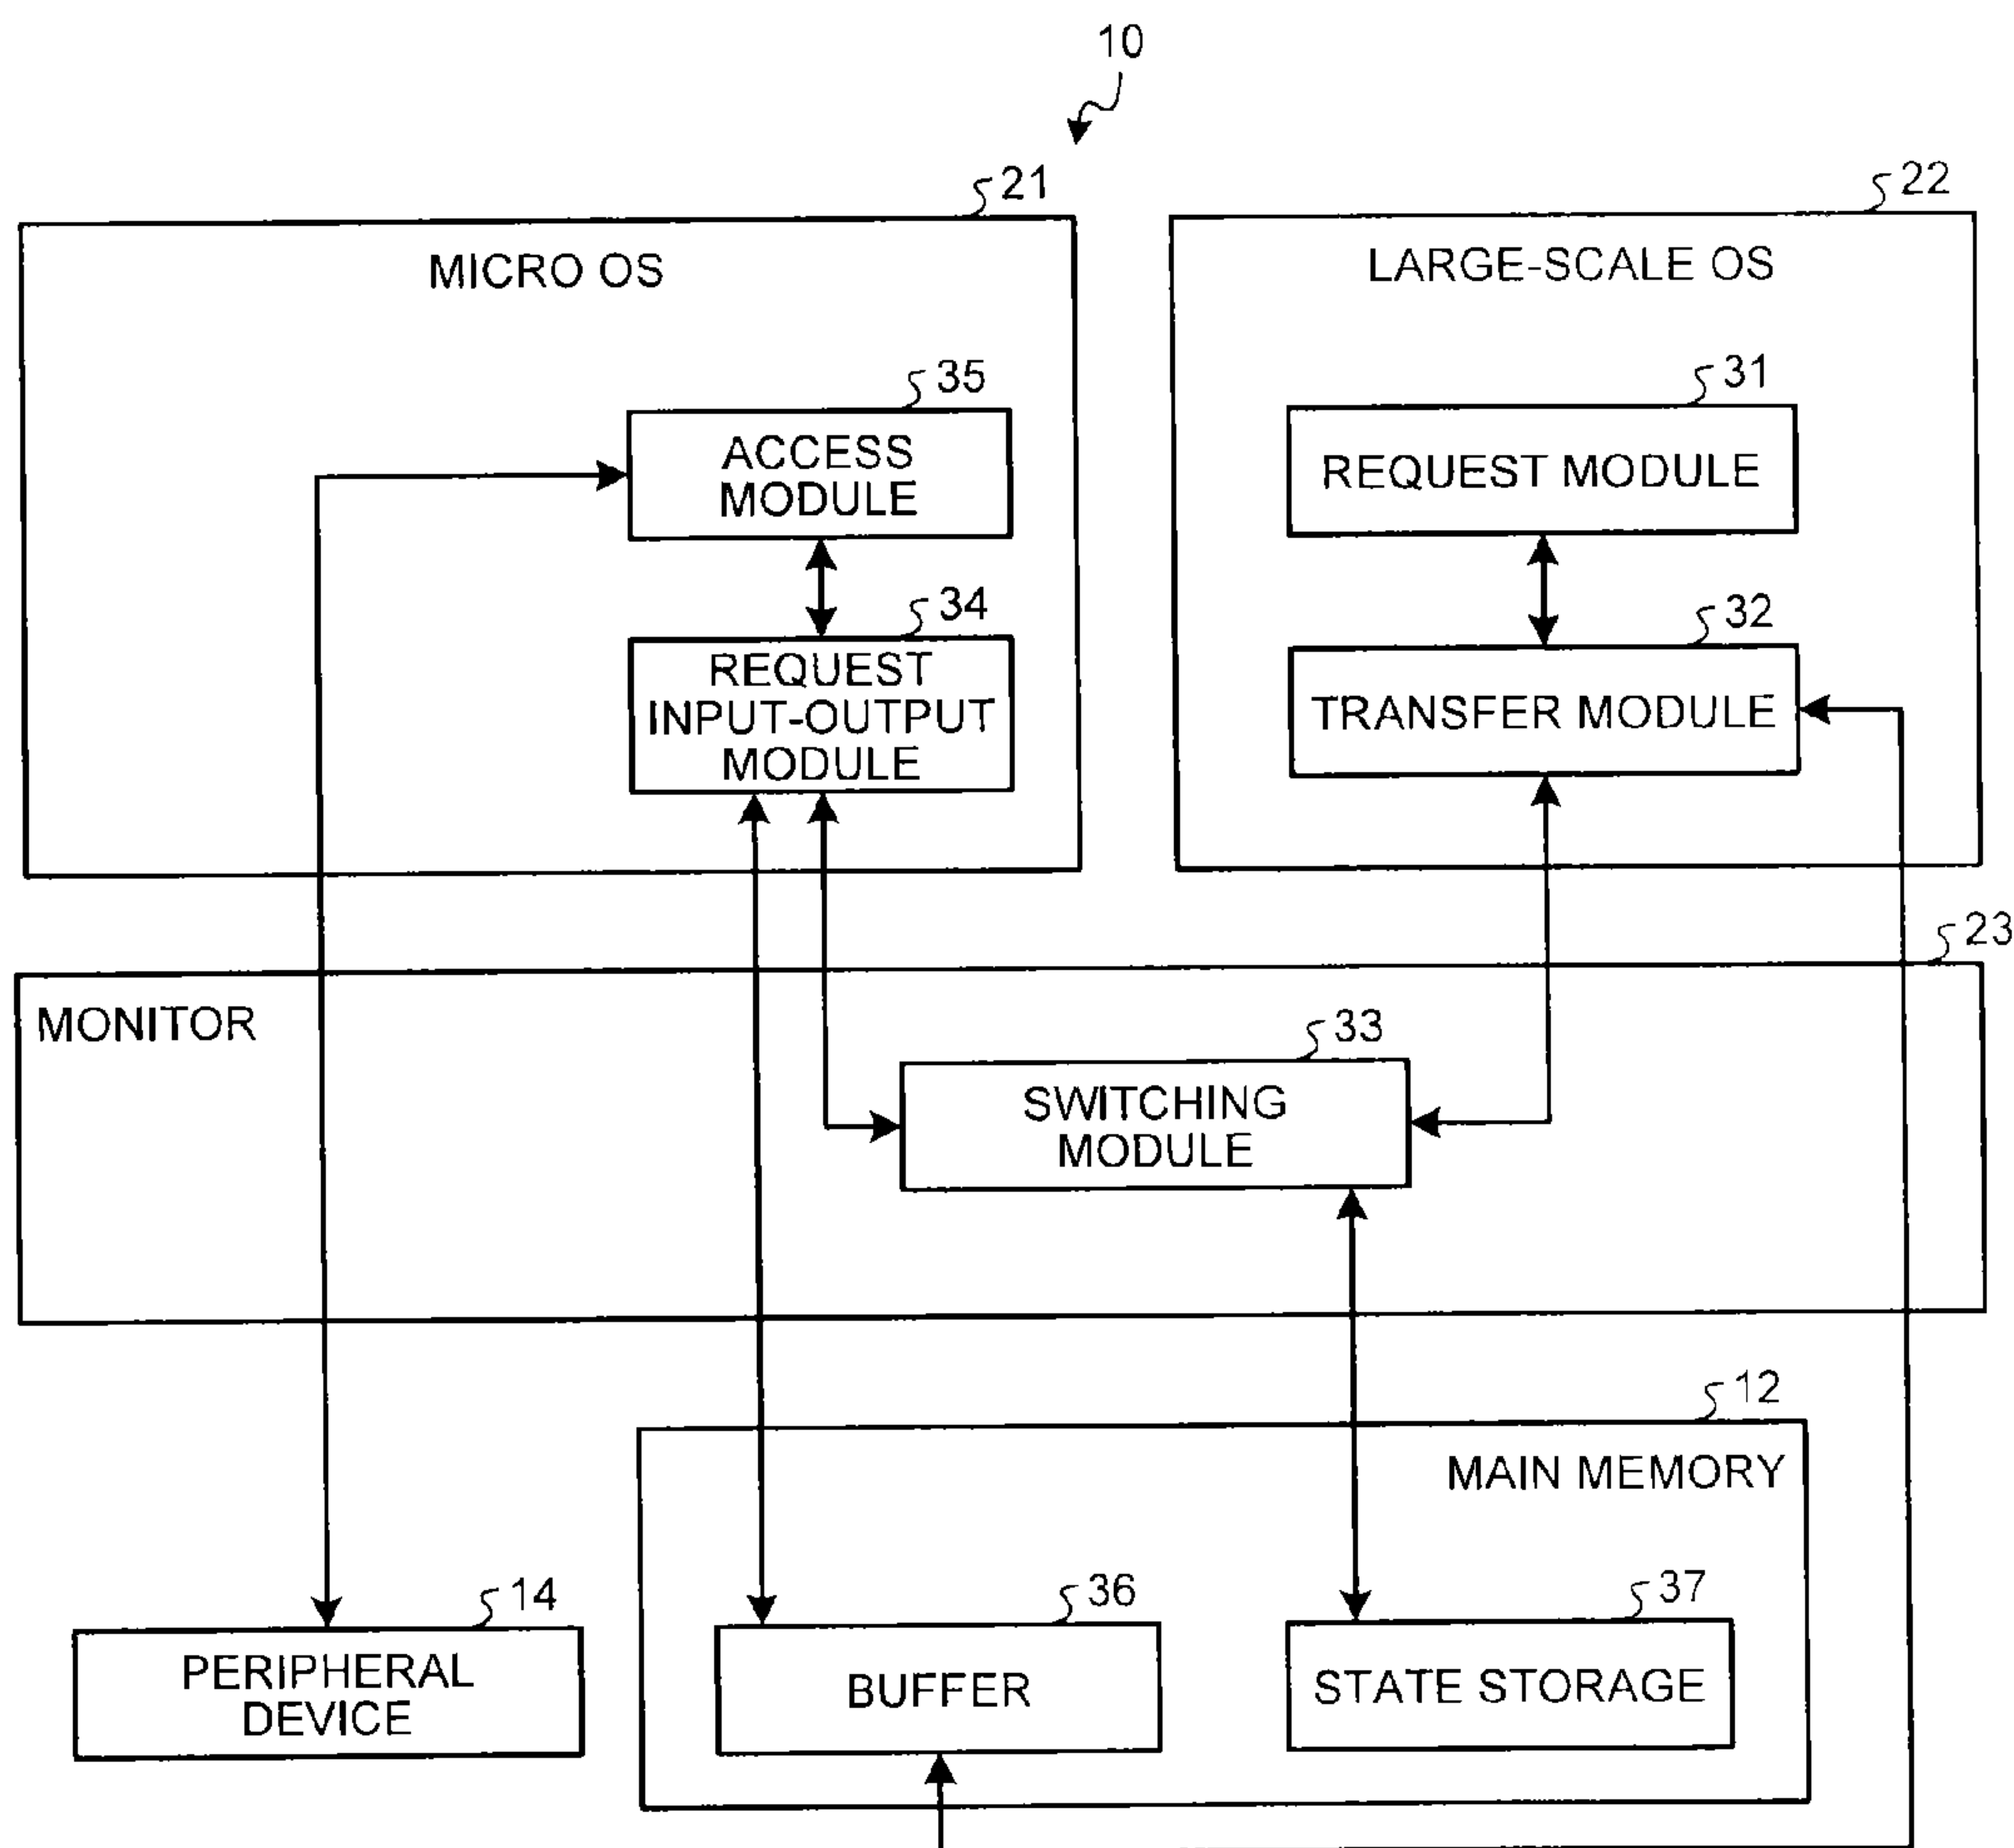 10
21
22
MICRO OS
LARGE-SCALE OS
35
31
ACCESS
MODULE
REQUEST MODULE
34
32
REQUEST
INPUT-OUTPUT
MODULE
TRANSFER MODULE
23
MONITOR
33
SWITCHING
MODULE
12
MAIN MEMORY
14
36
37
PERIPHERAL
DEVICE
BUFFER
STATE STORAGE